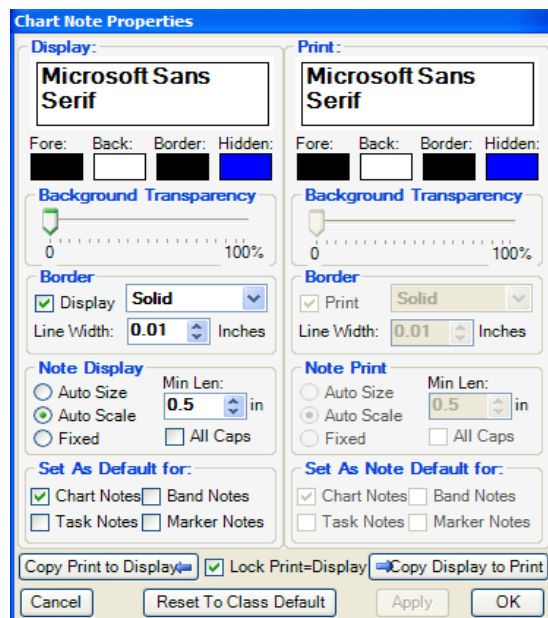 Chart Note Properties
Display:
Microsoft Sans
Serif
Fore: Back: Border: Hidden:
Background Transparency
0 100%
Border
Display Solid
Line Width: 0.01 Inches
Note Display
Auto Size
Auto Scale
Fixed
Min Len:
0.5 in
All Caps
Set As Default for:
Chart Notes Band Notes
Task Notes Marker Notes
Print:
Microsoft Sans
Serif
Fore: Back: Border: Hidden:
Background Transparency
0 100%
Border
Print Solid
Line Width: 0.01 Inches
Note Print
Auto Size
Auto Scale
Fixed
Min Len:
0.5 in
All Caps
Set As Note Default for:
Chart Notes Band Notes
Task Notes Marker Notes
Copy Print to Display Lock Print=Display Copy Display to Print
Cancel Reset To Class Default Apply OK